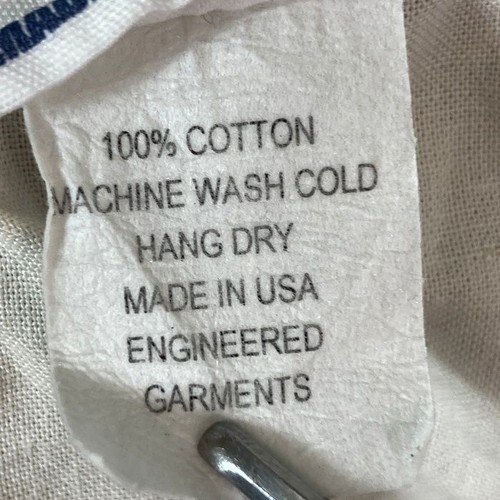 100% COTTON
MACHINE WASH COLD
HANG DRY
MADE IN USA
ENGINEERED
GARMENTS